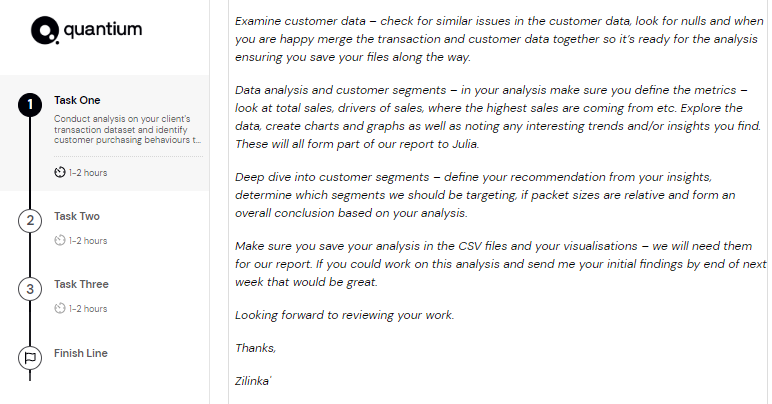 quantium
1
Task One
Conduct analysis on your client's
transaction dataset and identify
customer purchasing behaviours t...
1-2 hours
2
Task Two
1-2 hours
3
Task Three
1-2 hours
Finish Line
Examine customer data – check for similar issues in the customer data, look for nulls and when
you are happy merge the transaction and customer data together so it's ready for the analysis
ensuring you save your files along the way.
Data analysis and customer segments – in your analysis make sure you define the metrics –
look at total sales, drivers of sales, where the highest sales are coming from etc. Explore the
data, create charts and graphs as well as noting any interesting trends and/or insights you find.
These will all form part of our report to Julia.
Deep dive into customer segments – define your recommendation from your insights,
determine which segments we should be targeting, if packet sizes are relative and form an
overall conclusion based on your analysis.
Make sure you save your analysis in the CSV files and your visualisations – we will need them
for our report. If you could work on this analysis and send me your initial findings by end of next
week that would be great.
Looking forward to reviewing your work.
Thanks,
Zilinka'